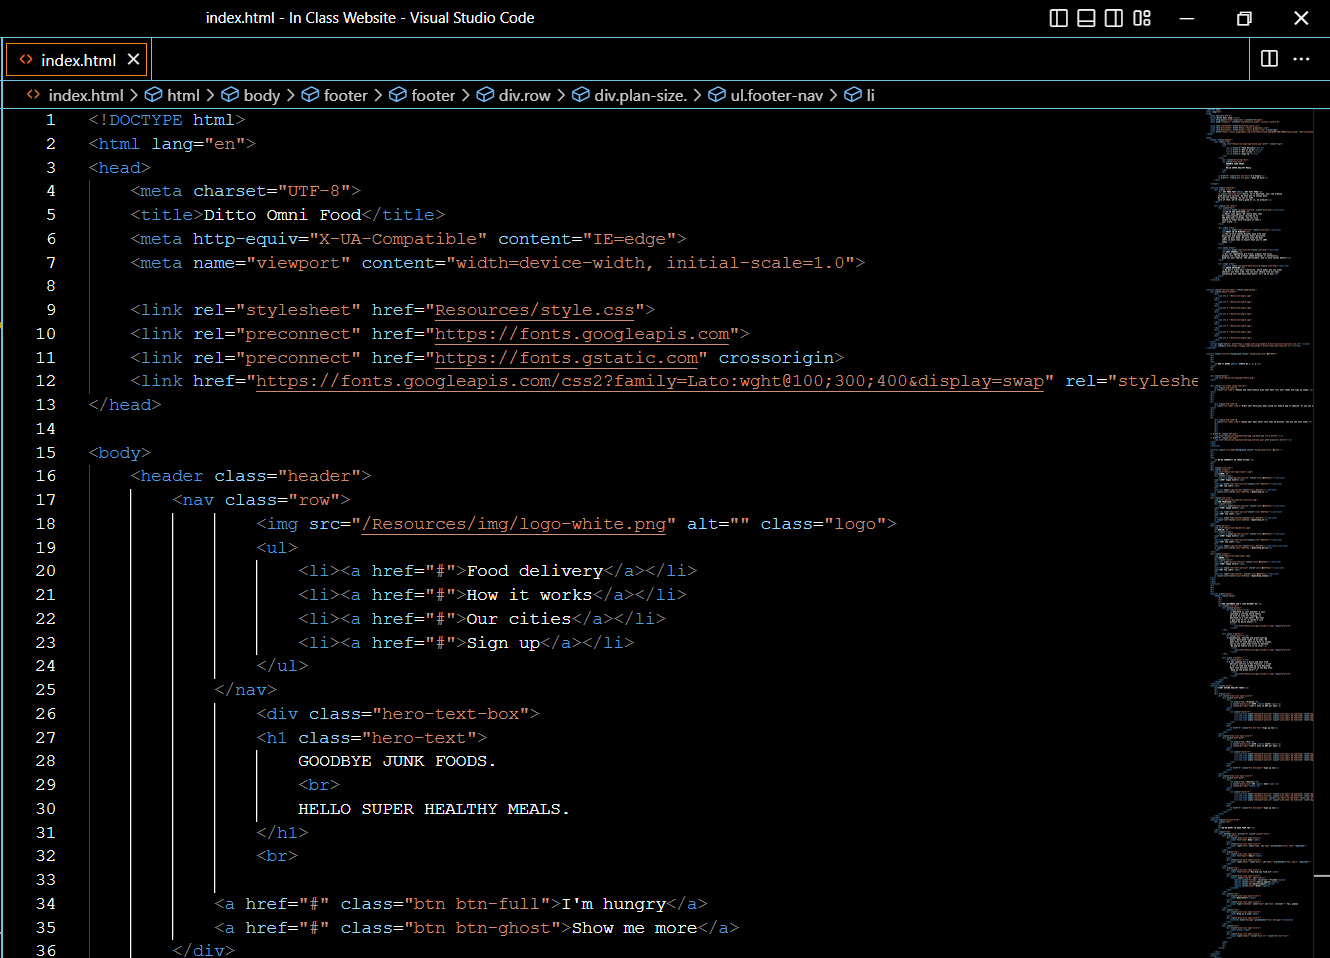 index.html - In Class Website - Visual Studio Code
index.html
index.html > html > body > footer > footer > div.row > div.plan-size. > ul.footer-nav > li
1 <!DOCTYPE html>
2 <html lang="en">
3 <head>
4 <meta charset="UTF-8">
5 <title>Ditto Omni Food</title>
6 <meta http-equiv="X-UA-Compatible" content="IE=edge">
7 <meta name="viewport" content="width=device-width, initial-scale=1.0">
8
9 <link rel="stylesheet" href="Resources/style.css">
10 <link rel="preconnect" href="https://fonts.googleapis.com">
11 <link rel="preconnect" href="https://fonts.gstatic.com" crossorigin>
12 <link href="https://fonts.googleapis.com/css2?family=Lato:wght@100;300;400&display=swap" rel="styleshe
13 </head>
14
15 <body>
16 <header class="header">
17 <nav class="row">
18 <img src="/Resources/img/logo-white.png" alt="" class="logo">
19 <ul>
20 <li><a href="#">Food delivery</a></li>
21 <li><a href="#">How it works</a></li>
22 <li><a href="#">Our cities</a></li>
23 <li><a href="#">Sign up</a></li>
24 </ul>
25 </nav>
26 <div class="hero-text-box">
27 <h1 class="hero-text">
28 GOODBYE JUNK FOODS.
29 <br>
30 HELLO SUPER HEALTHY MEALS.
31 </h1>
32 <br>
33
34 <a href="#" class="btn btn-full">I'm hungry</a>
35 <a href="#" class="btn btn-ghost">Show me more</a>
36 </div>